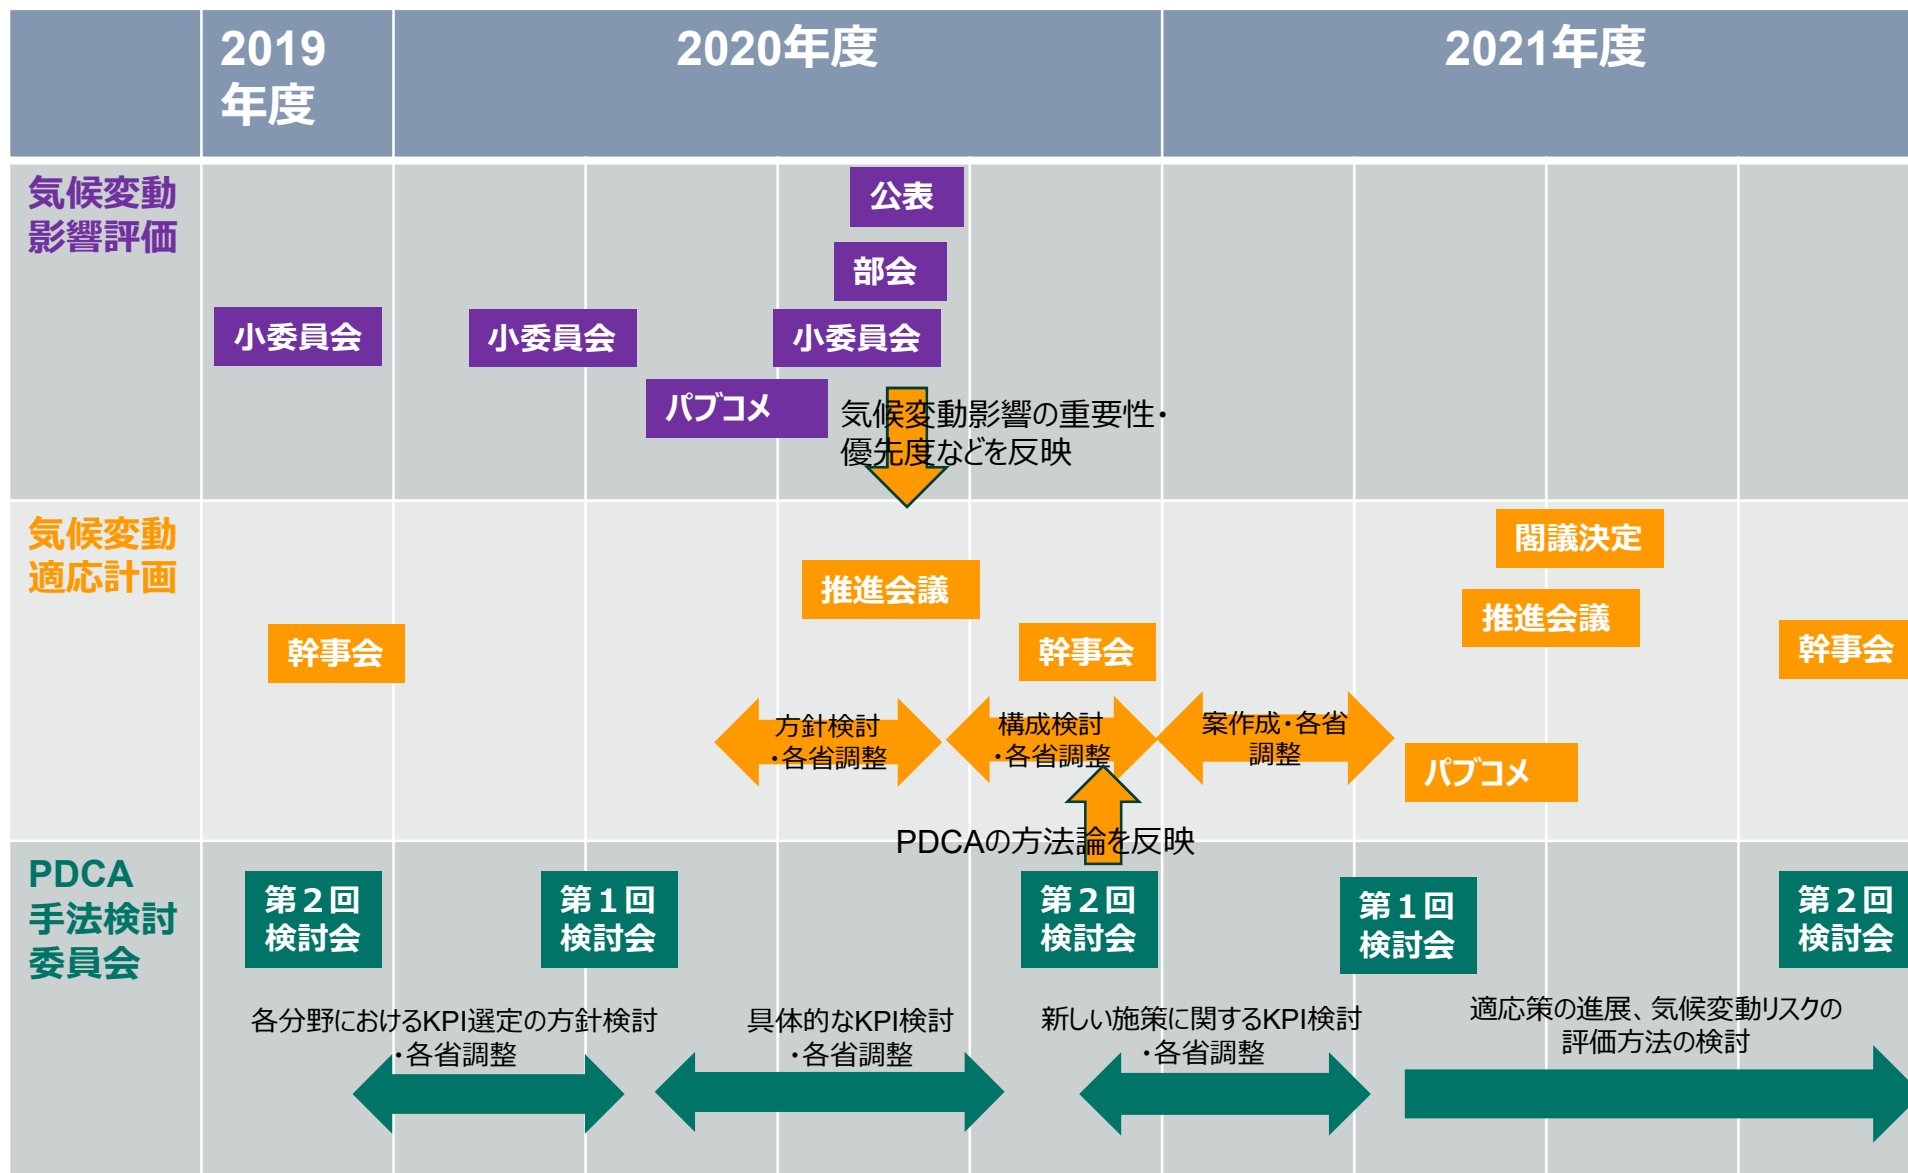 2019
年度
2020年度
2021年度
気候変動
影響評価
公表
部会
小委員会
小委員会
小委員会
パブコメ
気候変動影響の重要性・
優先度などを反映
気候変動
適応計画
閣議決定
推進会議
推進会議
幹事会
幹事会
幹事会
方針検討
・各省調整
構成検討
・各省調整
案作成・各省
調整
パブコメ
PDCAの方法論を反映
PDCA
手法検討
委員会
第２回
検討会
第１回
検討会
第２回
検討会
第１回
検討会
第２回
検討会
各分野におけるKPI選定の方針検討
・各省調整
具体的なKPI検討
・各省調整
新しい施策に関するKPI検討
・各省調整
適応策の進展、気候変動リスクの
評価方法の検討